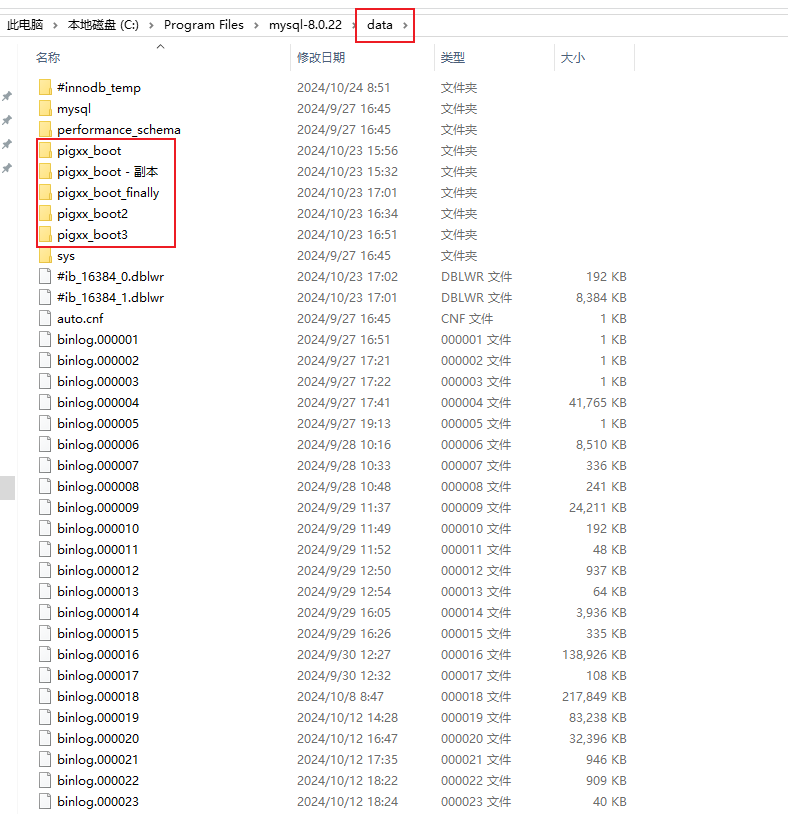 此电脑 > 本地磁盘 (C:) > Program Files > mysql-8.0.22 > data >
名称 修改日期 类型 大小
#innodb_temp 2024/10/24 8:51 文件夹
mysql 2024/9/27 16:45 文件夹
performance_schema 2024/9/27 16:45 文件夹
pigxx_boot 2024/10/23 15:56 文件夹
pigxx_boot - 副本 2024/10/23 15:32 文件夹
pigxx_boot_finally 2024/10/23 17:01 文件夹
pigxx_boot2 2024/10/23 16:34 文件夹
pigxx_boot3 2024/10/23 16:51 文件夹
sys 2024/9/27 16:45 文件夹
#ib_16384_0.dblwr 2024/10/23 17:02 DBLWR 文件 192 KB
#ib_16384_1.dblwr 2024/10/23 17:01 DBLWR 文件 8,384 KB
auto.cnf 2024/9/27 16:45 CNF 文件 1 KB
binlog.000001 2024/9/27 16:51 000001 文件 1 KB
binlog.000002 2024/9/27 17:21 000002 文件 1 KB
binlog.000003 2024/9/27 17:22 000003 文件 1 KB
binlog.000004 2024/9/27 17:41 000004 文件 41,765 KB
binlog.000005 2024/9/27 19:13 000005 文件 1 KB
binlog.000006 2024/9/28 10:16 000006 文件 8,510 KB
binlog.000007 2024/9/28 10:33 000007 文件 336 KB
binlog.000008 2024/9/28 10:48 000008 文件 241 KB
binlog.000009 2024/9/29 11:37 000009 文件 24,211 KB
binlog.000010 2024/9/29 11:49 000010 文件 192 KB
binlog.000011 2024/9/29 11:52 000011 文件 48 KB
binlog.000012 2024/9/29 12:50 000012 文件 937 KB
binlog.000013 2024/9/29 12:54 000013 文件 64 KB
binlog.000014 2024/9/29 16:05 000014 文件 3,936 KB
binlog.000015 2024/9/29 16:26 000015 文件 335 KB
binlog.000016 2024/9/30 12:27 000016 文件 138,926 KB
binlog.000017 2024/9/30 12:32 000017 文件 108 KB
binlog.000018 2024/10/8 8:47 000018 文件 217,849 KB
binlog.000019 2024/10/12 14:28 000019 文件 83,238 KB
binlog.000020 2024/10/12 16:47 000020 文件 32,396 KB
binlog.000021 2024/10/12 17:35 000021 文件 946 KB
binlog.000022 2024/10/12 18:22 000022 文件 909 KB
binlog.000023 2024/10/12 18:24 000023 文件 40 KB